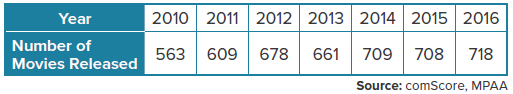 Year 2010 2011 2012 2013 2014 2015 2016
Number of
Movies Released 563 609 678 661 709 708 718
Source: comScore, MPAA